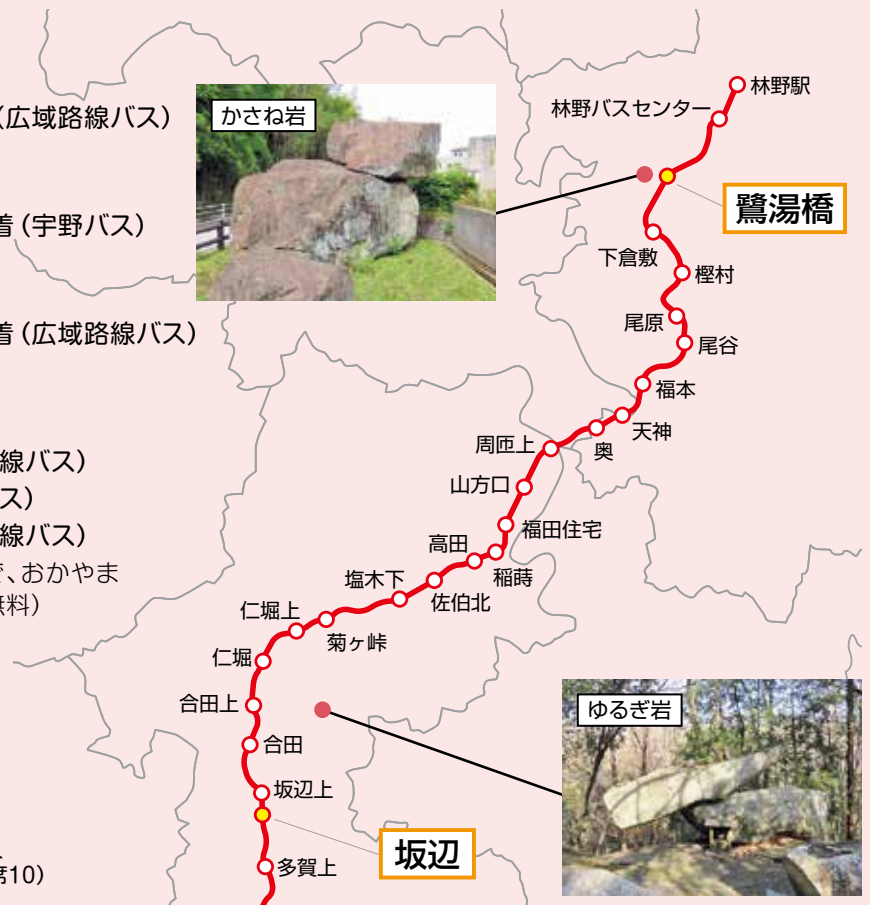 (広域路線バス)
着 (宇野バス)
着 (広域路線バス)
線バス)
ス)
線バス)
で、おかやま
無料)
席10)
かさね岩
林野駅
林野バスセンター
鷺湯橋
下倉敷
樫村
尾原
尾谷
福本
天神
奥
周匝上
山方口
福田住宅
高田
稲蒔
塩木下
佐伯北
仁堀上
菊ヶ峠
仁堀
合田上
合田
坂辺上
坂辺
多賀上
ゆるぎ岩